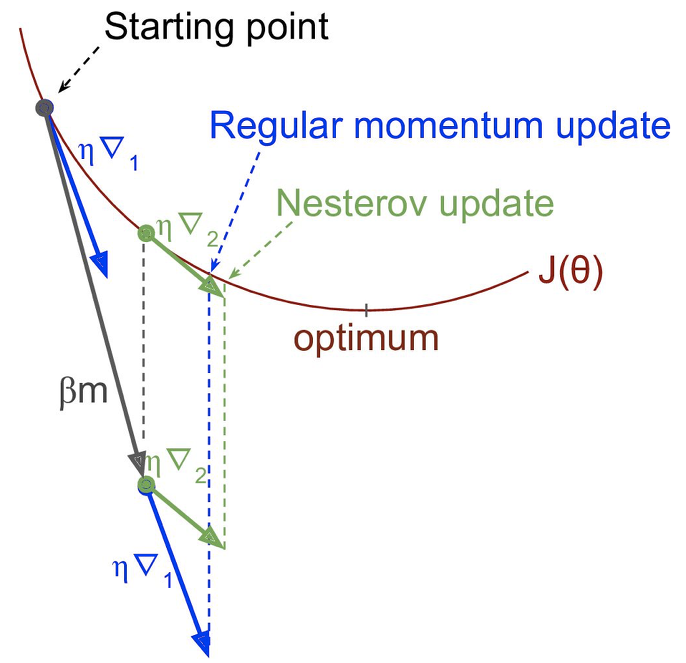 Starting point
Regular momentum update
η∇₁
Nesterov update
η∇₂
J(θ)
optimum
βm
η∇₂
η∇₁